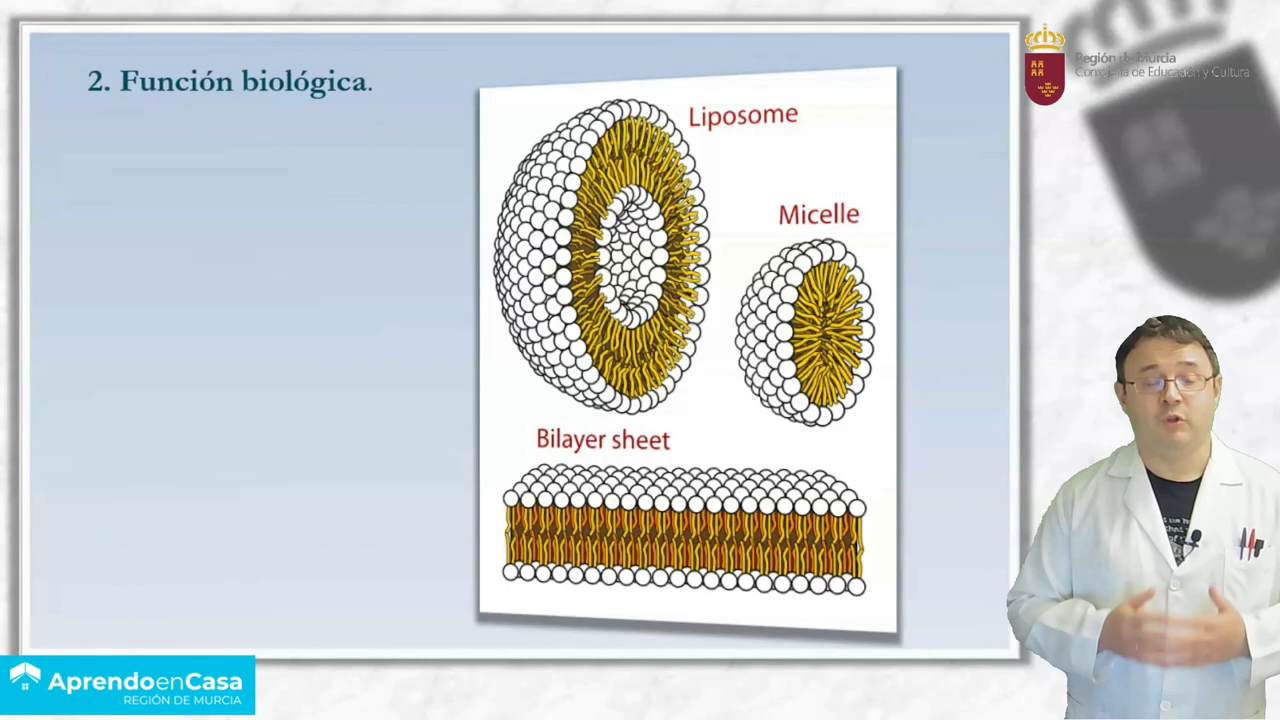 2. Función biológica.
Liposome
Micelle
Bilayer sheet
Región de Murcia
Consejería de Educación y Cultura
AprendoenCasa
REGIÓN DE MURCIA